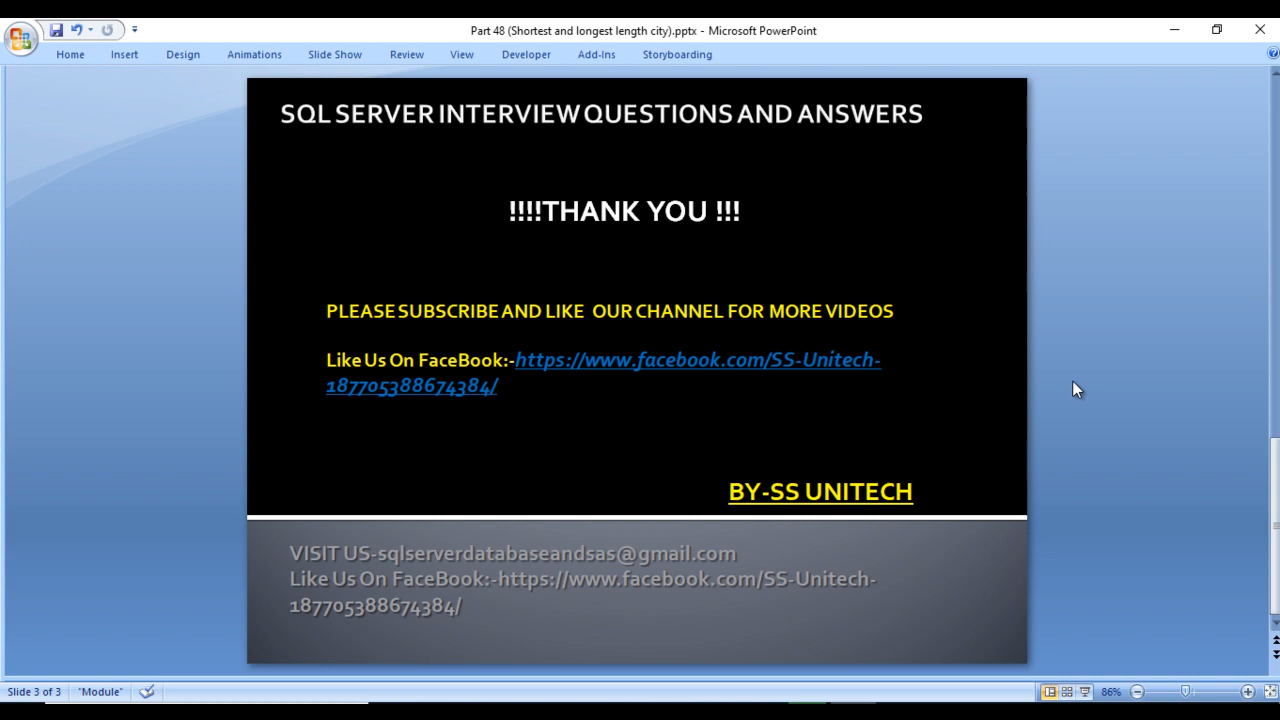 Part 48 (Shortest and longest length city).pptx - Microsoft PowerPoint
Home Insert Design Animations Slide Show Review View Developer Add-Ins Storyboarding
SQL SERVER INTERVIEW QUESTIONS AND ANSWERS
!!!!THANK YOU !!!
PLEASE SUBSCRIBE AND LIKE OUR CHANNEL FOR MORE VIDEOS
Like Us On FaceBook:-https://www.facebook.com/SS-Unitech-
187705388674384/
BY-SS UNITECH
VISIT US-sqlserverdatabaseandsas@gmail.com
Like Us On FaceBook:-https://www.facebook.com/SS-Unitech-
187705388674384/
Slide 3 of 3 "Module" 86%